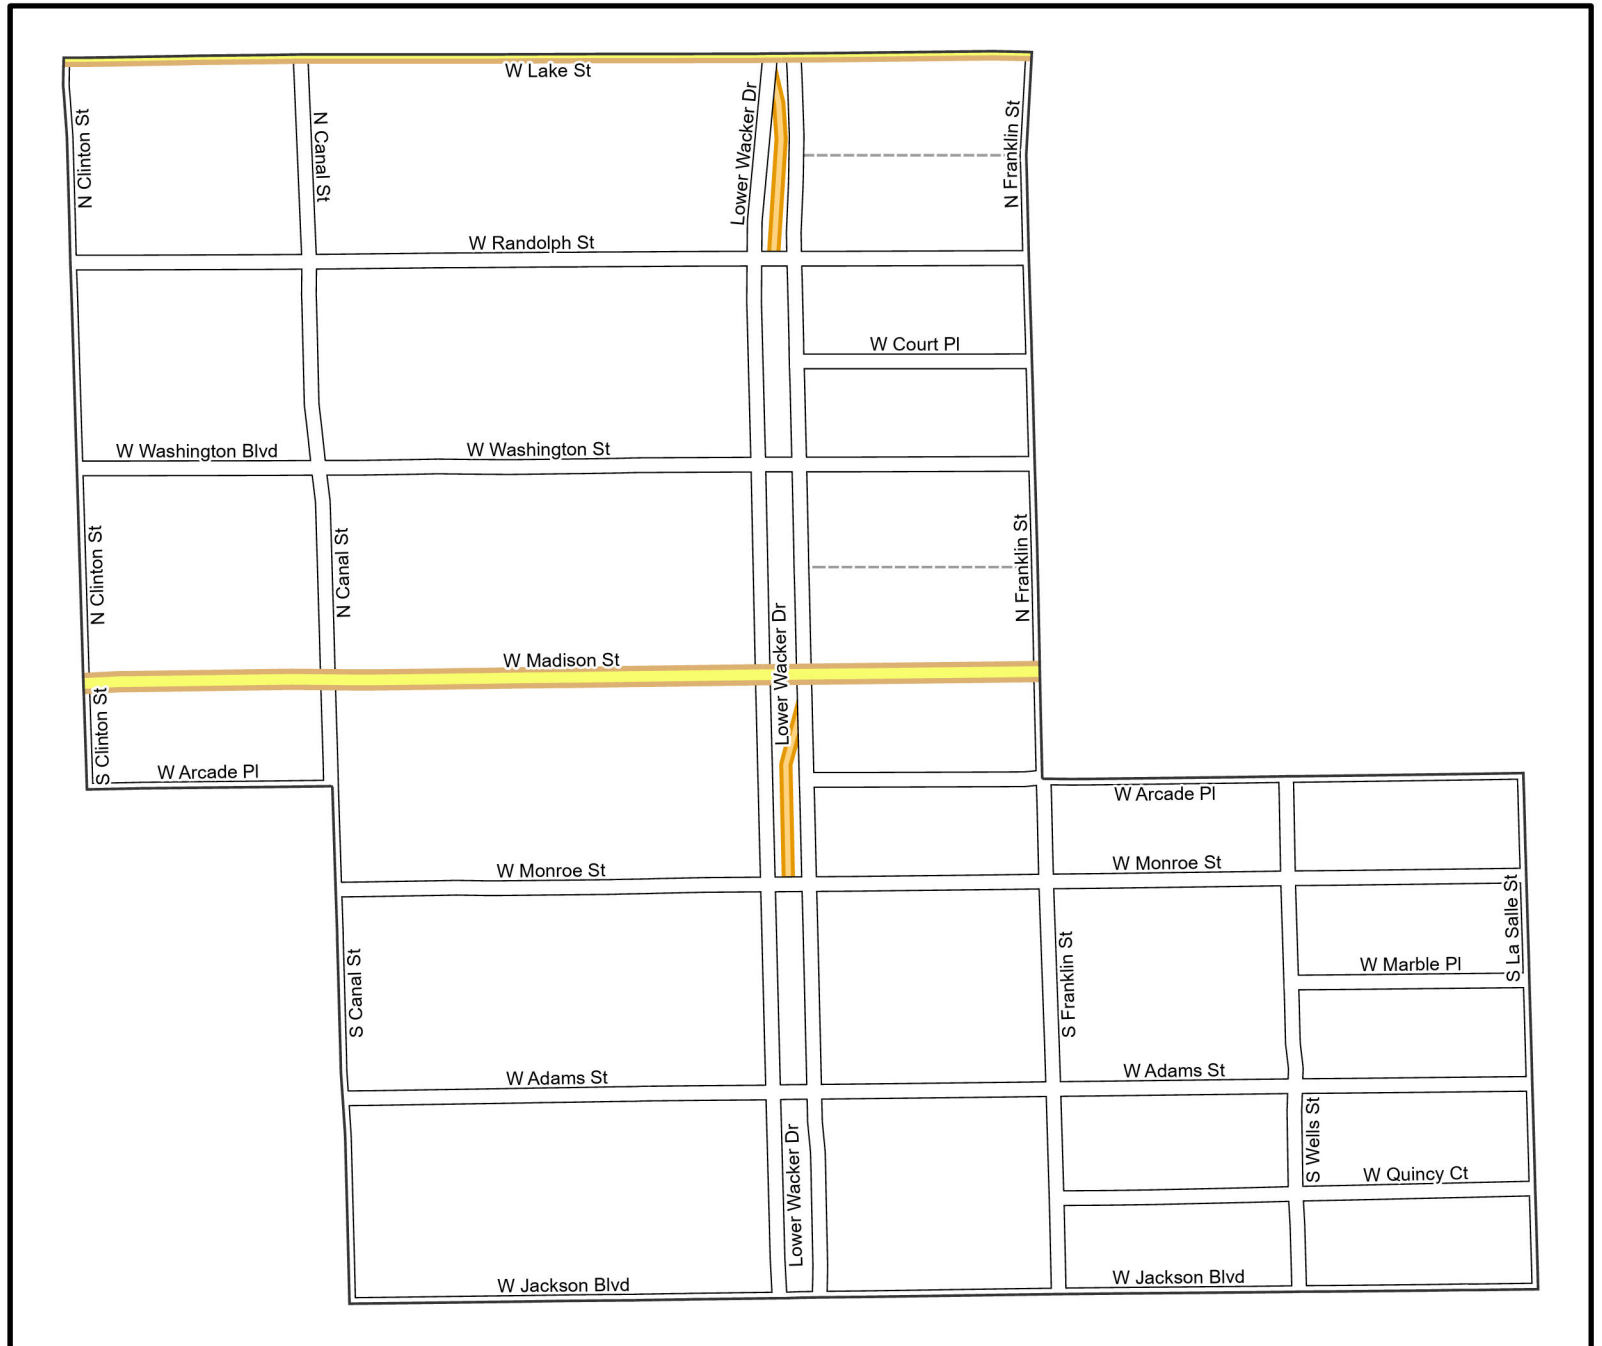 W Lake St
N Clinton St
N Canal St
Lower Wacker Dr
N Franklin St
W Randolph St
W Court Pl
W Washington Blvd
W Washington St
N Clinton St
N Canal St
N Franklin St
Lower Wacker Dr
W Madison St
S Clinton St
W Arcade Pl
W Arcade Pl
W Monroe St
W Monroe St
S La Salle St
S Canal St
S Franklin St
W Marble Pl
W Adams St
W Adams St
S Wells St
Lower Wacker Dr
W Quincy Ct
W Jackson Blvd
W Jackson Blvd